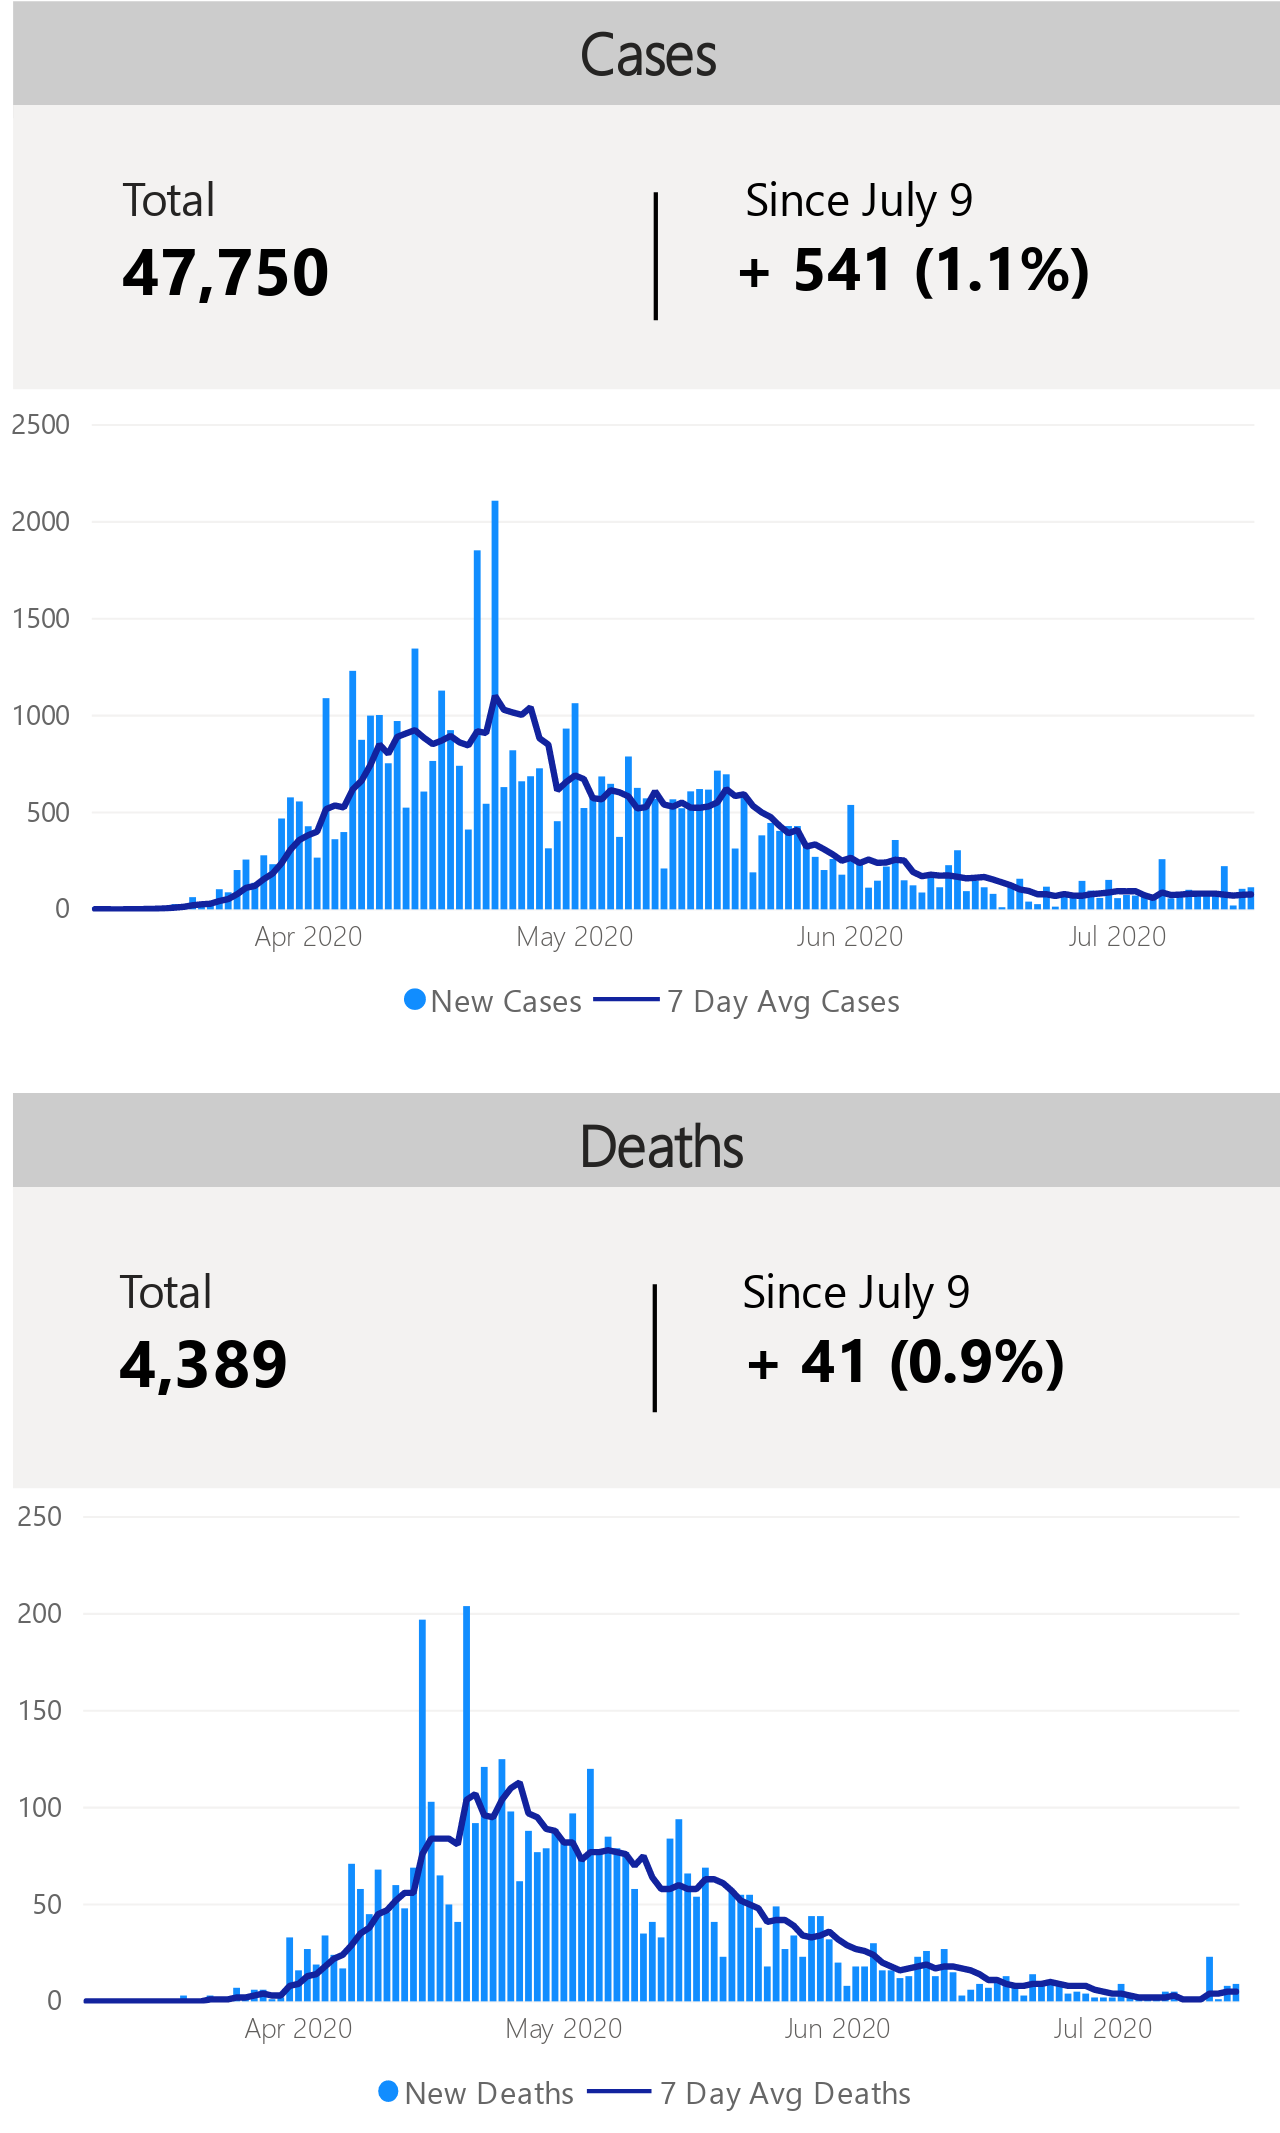 Cases
Total
47,750
Since July 9
+ 541 (1.1%)
2500
2000
1500
1000
500
0
Apr 2020
May 2020
Jun 2020
Jul 2020
New Cases
7 Day Avg Cases
Deaths
Total
4,389
Since July 9
+ 41 (0.9%)
250
200
150
100
50
0
Apr 2020
May 2020
Jun 2020
Jul 2020
New Deaths
7 Day Avg Deaths